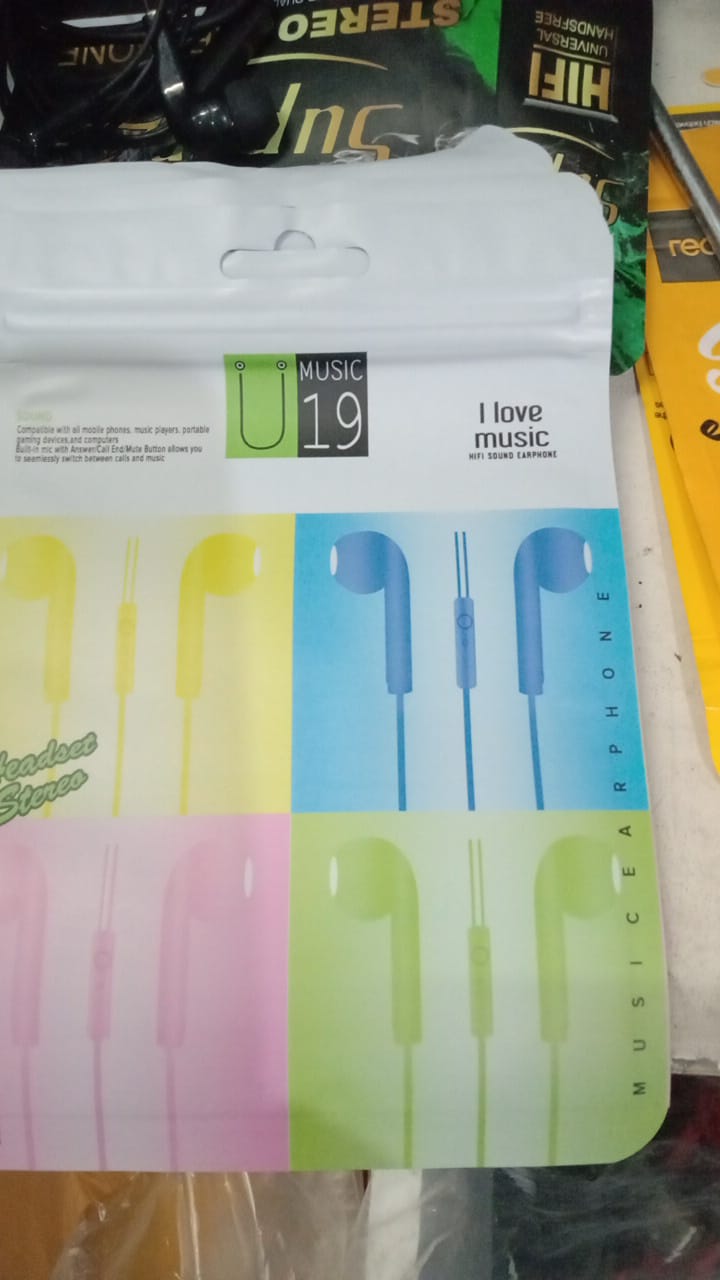 STEREO
UNIVERSAL
HANDSFREE
HIFI
MUSIC
19
SOUND
Compatible with all mobile phones, music players, portable
gaming devices,and computers
Built-in mic with Answer/Call End/Mute Button allows you
to seemlessly switch between calls and music
I love
music
HIFI SOUND EARPHONE
Headset
Stereo
MUSIC EARPHONE